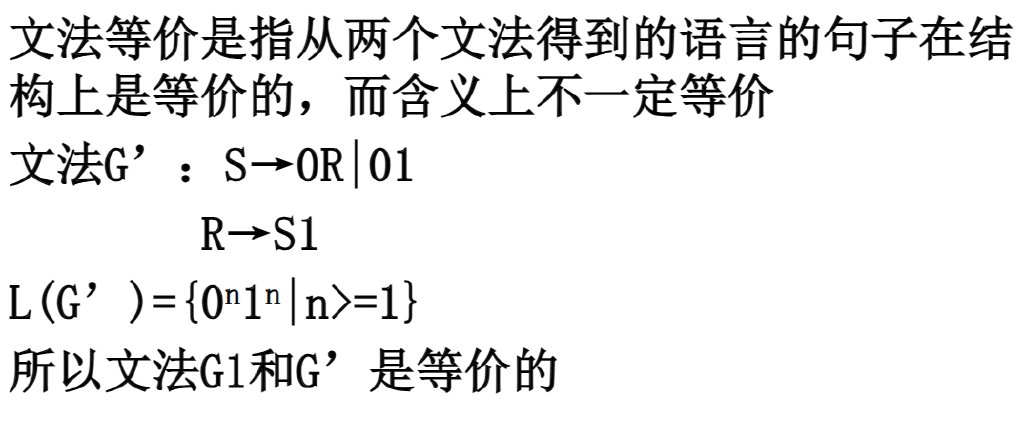 文法等价是指从两个文法得到的语言的句子在结
构上是等价的，而含义上不一定等价
文法G’：S→0R|01
R→S1
L(G’)={0ⁿ1ⁿ|n>=1}
所以文法G1和G’是等价的